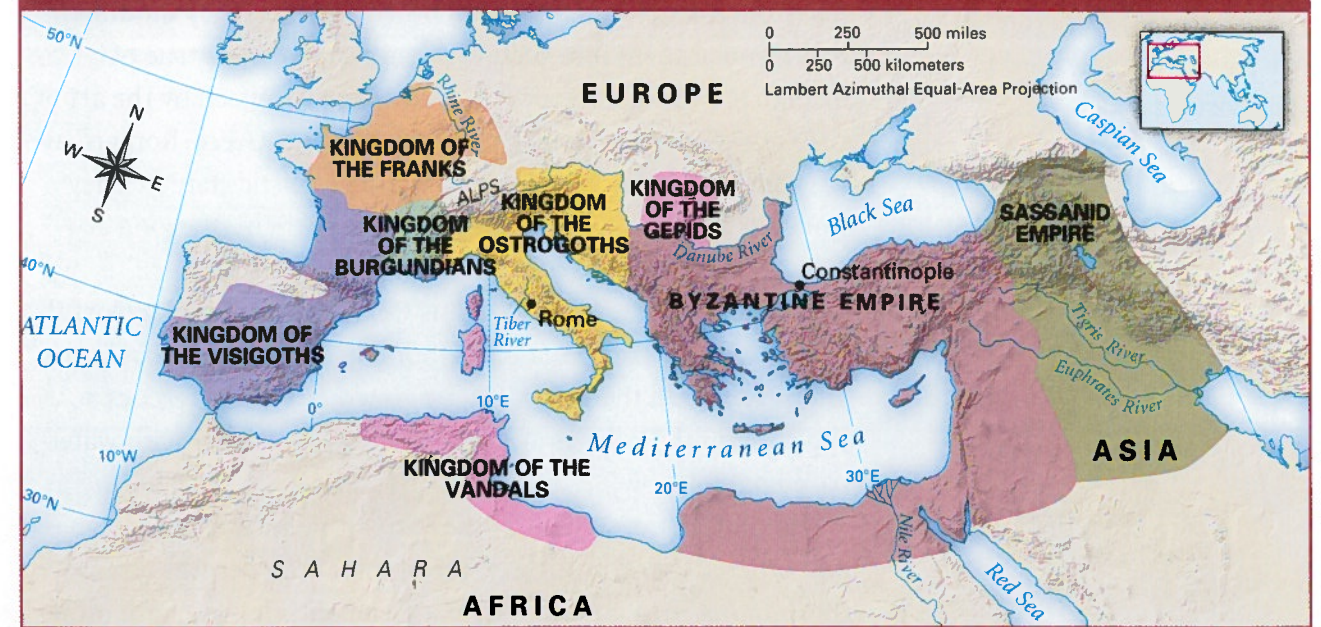 0 250 500 miles
0 250 500 kilometers
Lambert Azimuthal Equal-Area Projection
50°N
EUROPE
Rhine River
Caspian Sea
N
W
E
S
KINGDOM OF
THE FRANKS
ALPS
KINGDOM
OF THE
BURGUNDIANS
KINGDOM
OF THE
OSTROGOTHS
KINGDOM
OF THE
GEPIDS
Danube River
Black Sea
SASSANID
EMPIRE
40°N
Constantinople
BYZANTINE EMPIRE
ATLANTIC
OCEAN
KINGDOM OF
THE VISIGOTHS
Tiber
River
Rome
Tigris River
Euphrates River
0°
10°E
10°W
Mediterranean Sea
ASIA
KINGDOM OF THE
VANDALS
20°E
30°E
30°N
Nile River
Red Sea
SAHARA
AFRICA